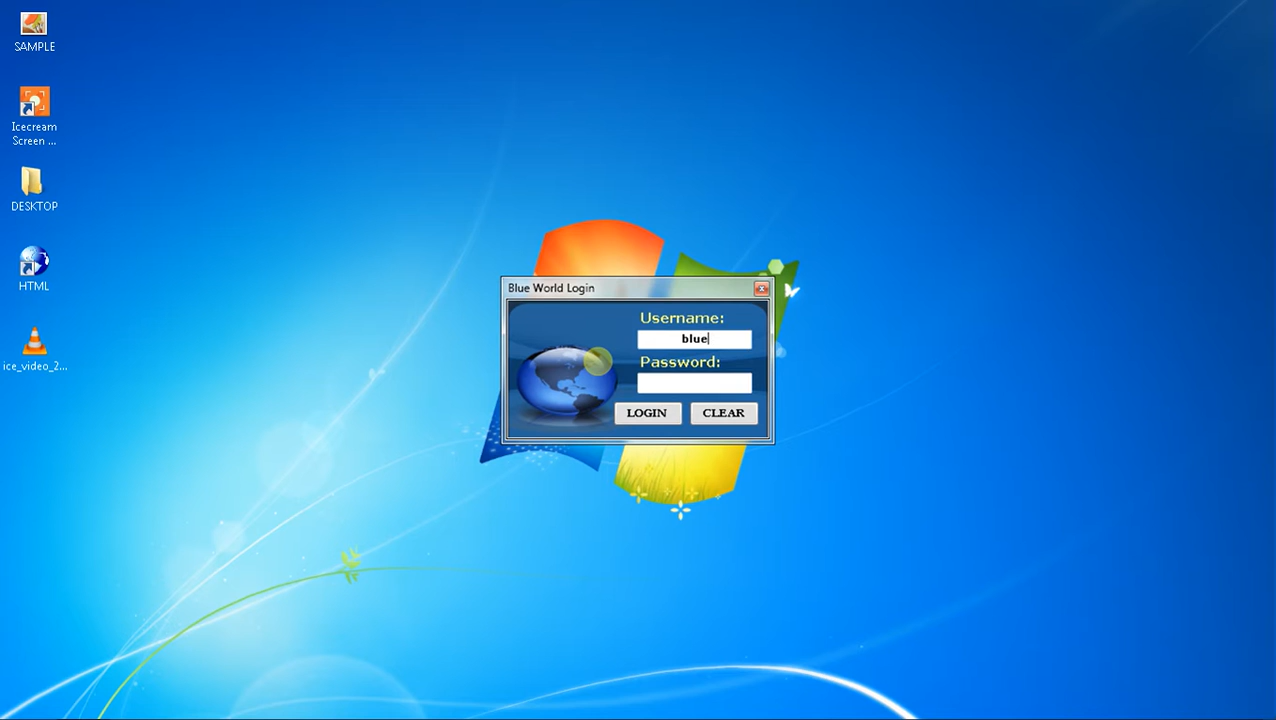 SAMPLE
Icecream
Screen ...
DESKTOP
HTML
ice_video_2...
Blue World Login
Username:
blue
Password:
LOGIN CLEAR